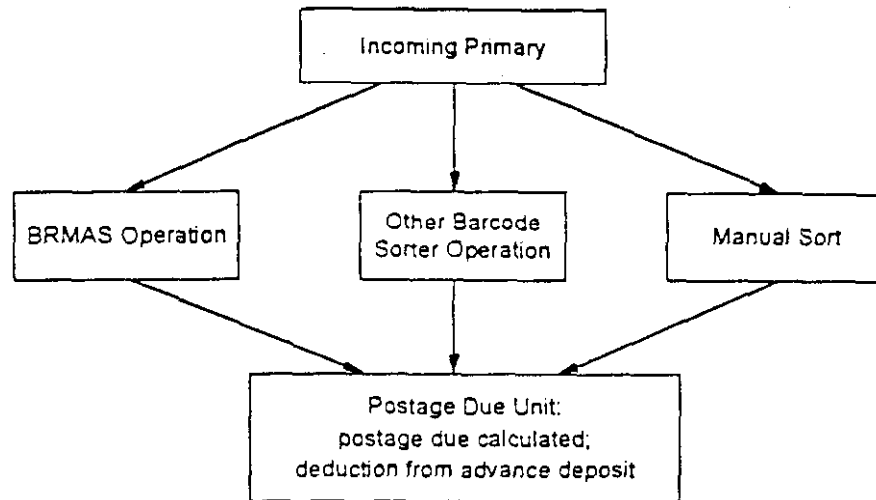 Incoming Primary
BRMAS Operation
Other Barcode
Sorter Operation
Manual Sort
Postage Due Unit:
postage due calculated;
deduction from advance deposit